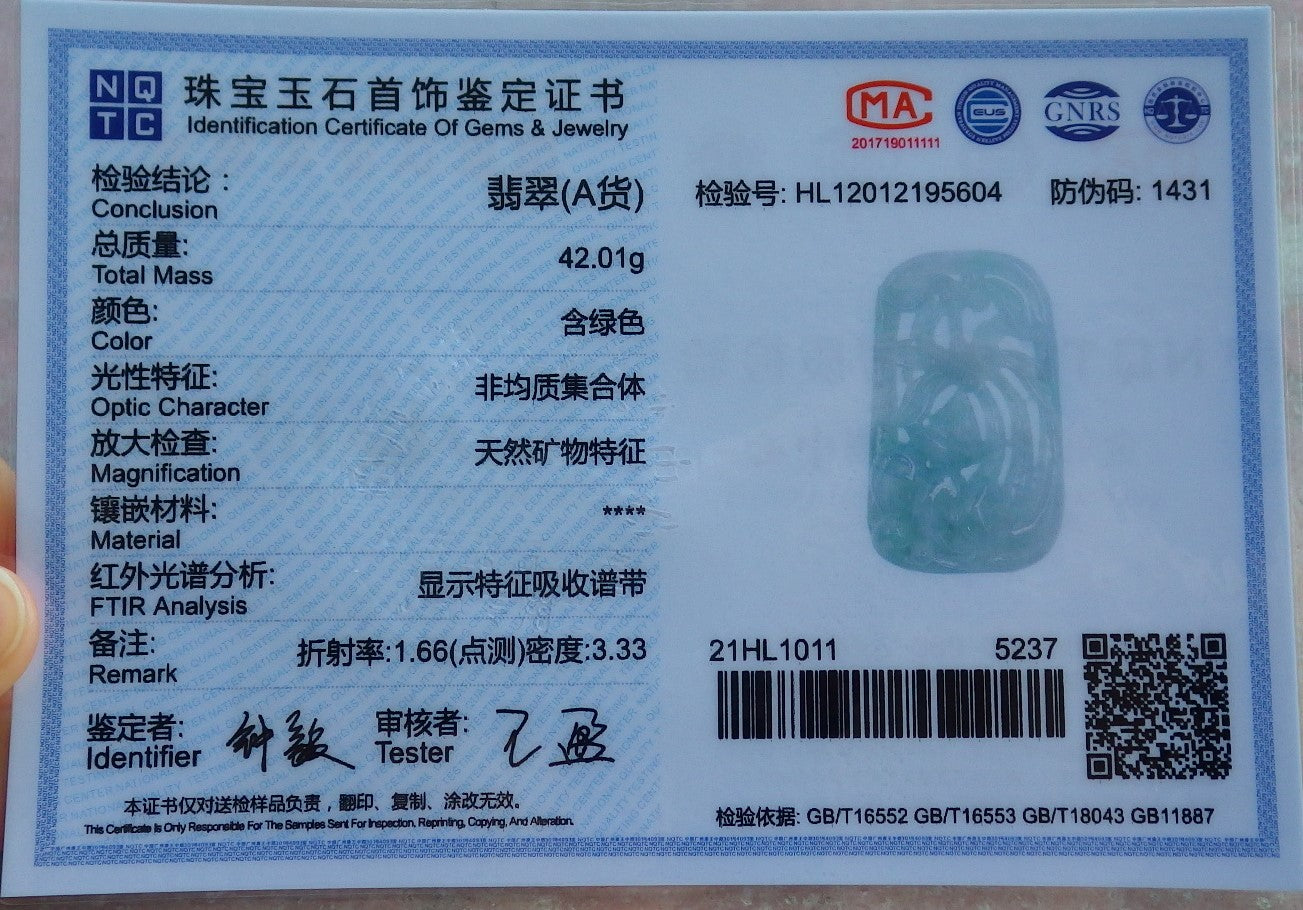 NQTC
珠宝玉石首饰鉴定证书
Identification Certificate Of Gems & Jewelry
MA
201719011111
GNRS
检验结论：
翡翠(A货)
Conclusion
总质量:
42.01g
Total Mass
颜色:
含绿色
Color
光性特征:
非均质集合体
Optic Character
放大检查:
天然矿物特征
Magnification
镶嵌材料:
****
Material
红外光谱分析:
显示特征吸收谱带
FTIR Analysis
备注:
折射率:1.66(点测)密度:3.33
Remark
鉴定者:
Identifier
审核者:
Tester
本证书仅对送检样品负责，翻印、复制、涂改无效。
This Certificate Is Only Responsible For The Samples Sent For Inspection, Reprinting, Copying, And Alteration.
检验号: HL12012195604 防伪码: 1431
21HL1011 5237
检验依据: GB/T16552 GB/T16553 GB/T18043 GB11887